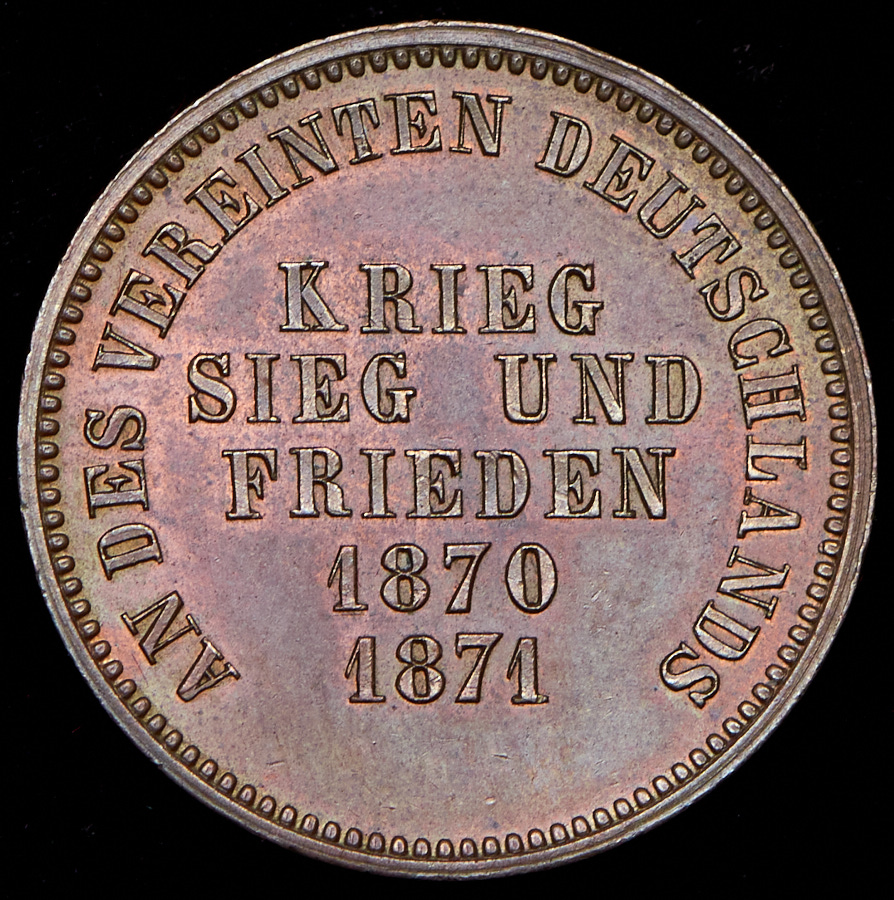 AN DES VEREINTEN DEUTSCHLANDS
KRIEG
SIEG UND
FRIEDEN
1870
1871